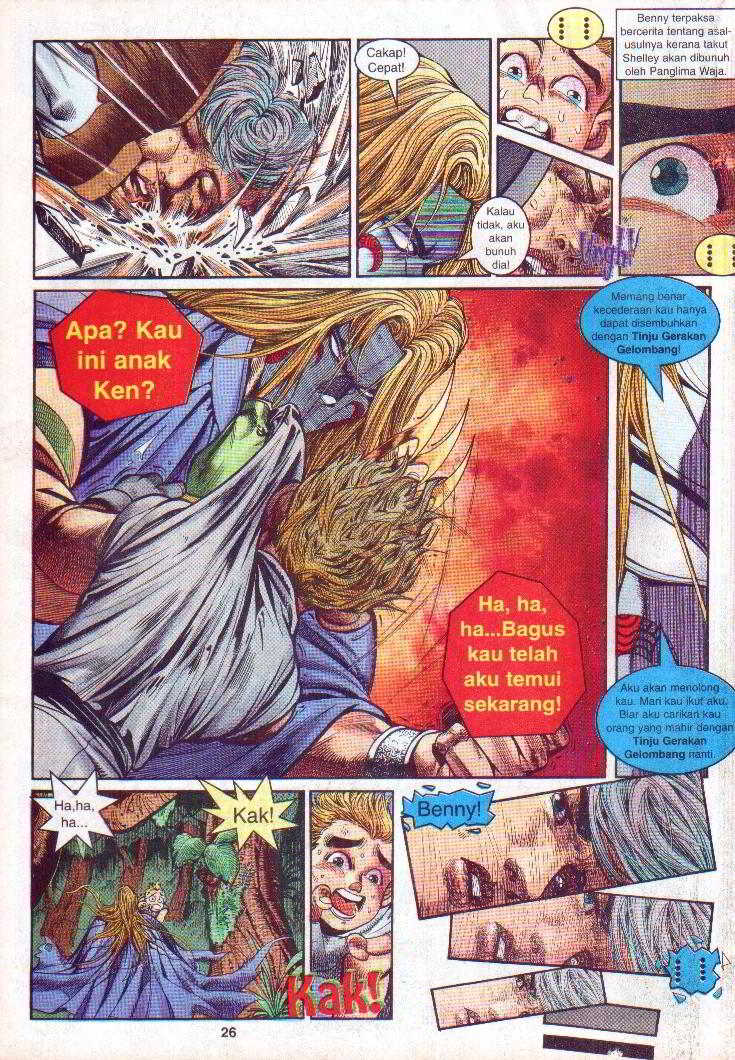 Cakap!
Cepat!
Kalau
tidak, aku
akan
bunuh
dia!
Benny terpaksa
bercerita tentang asal-
usulnya kerana takut
Shelley akan dibunuh
oleh Panglima Waja.
Apa? Kau
ini anak
Ken?
Ha, ha,
ha...Bagus
kau telah
aku temui
sekarang!
Memang benar
kecederaan kau hanya
dapat disembuhkan
dengan Tinju Gerakan
Gelombang!
Aku akan menolong
kau. Mari kau ikut aku.
Biar aku carikan kau
orang yang mahir dengan
Tinju Gerakan
Gelombang nanti.
Ha,ha,
ha...
Kak!
Kak!
Benny!
26